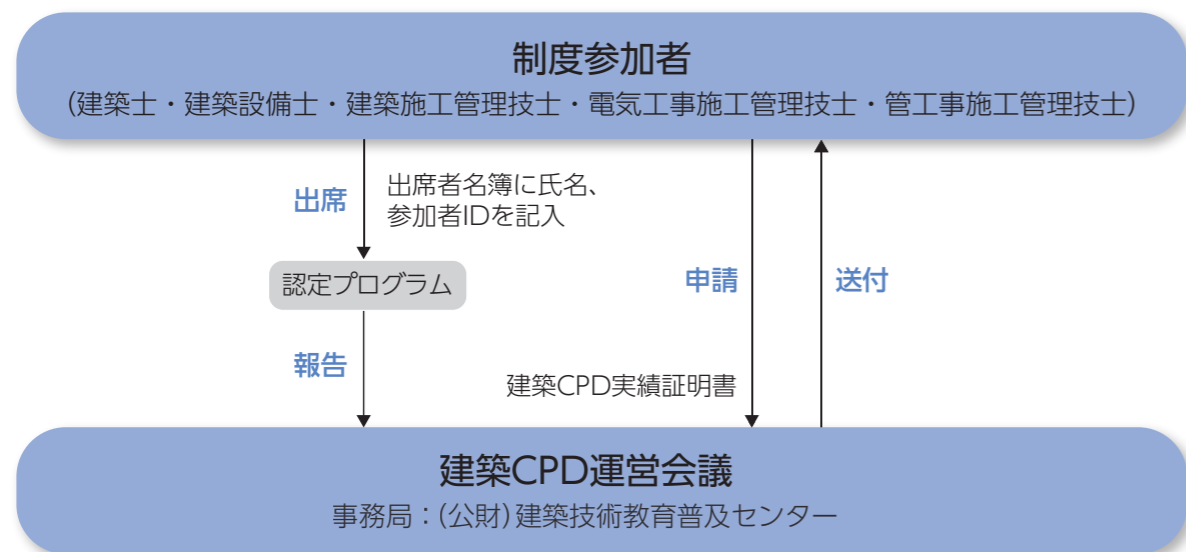 制度参加者
(建築士・建築設備士・建築施工管理技士・電気工事施工管理技士・管工事施工管理技士)
出席
出席者名簿に氏名、
参加者IDを記入
認定プログラム
申請
送付
報告
建築CPD実績証明書
建築CPD運営会議
事務局：(公財)建築技術教育普及センター